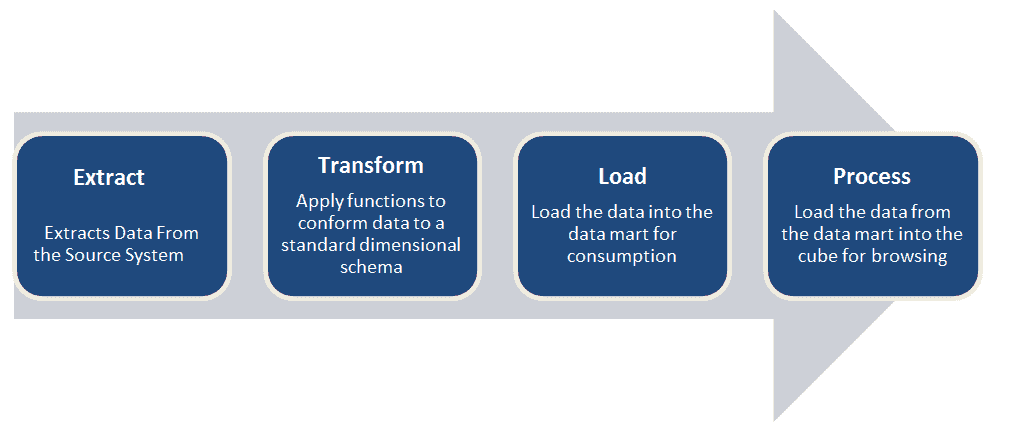 Extract
Extracts Data From
the Source System
Transform
Apply functions to
conform data to a
standard dimensional
schema
Load
Load the data into the
data mart for
consumption
Process
Load the data from
the data mart into the
cube for browsing